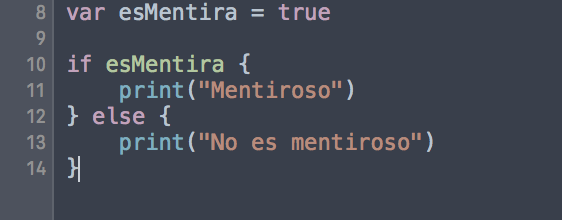 8 var esMentira = true
9
10 if esMentira {
11     print("Mentiroso")
12 } else {
13     print("No es mentiroso")
14 }